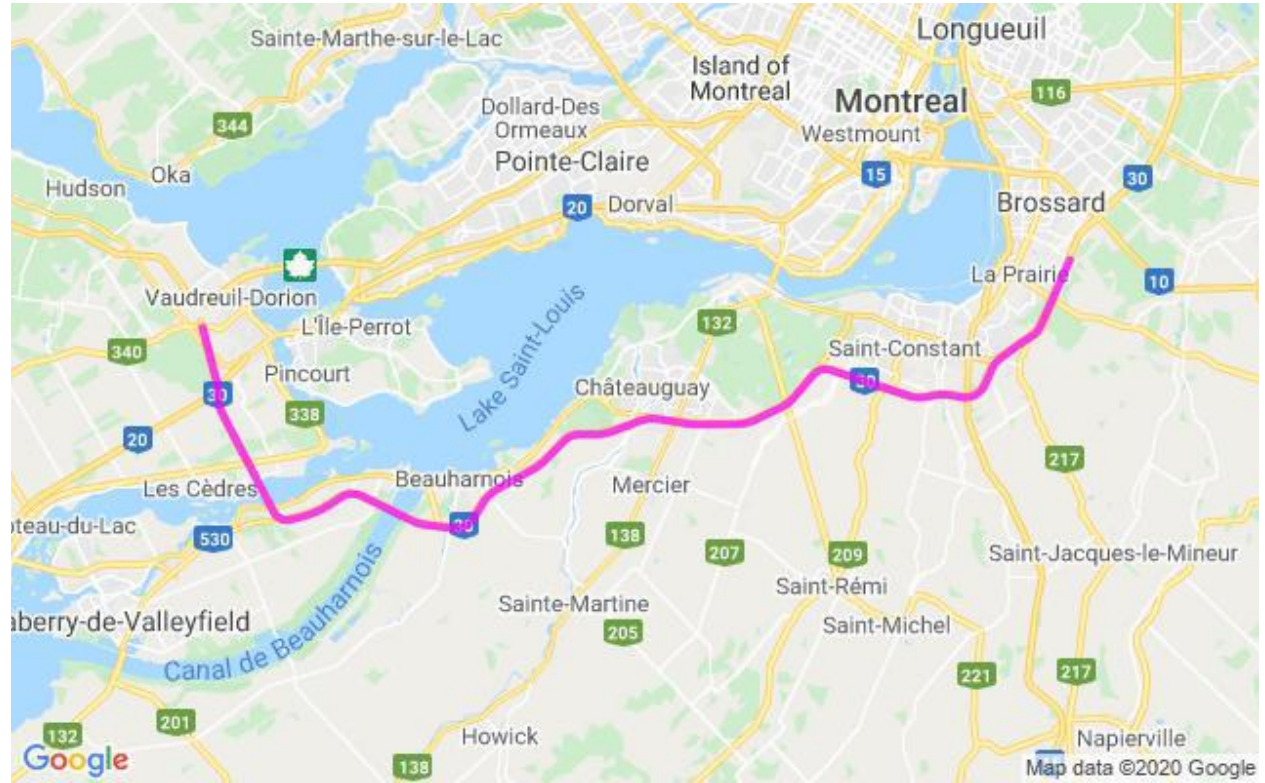 Longueuil
Sainte-Marthe-sur-le-Lac
Island of
Montreal
Montreal
116
Dollard-Des
Ormeaux
344
Westmount
Pointe-Claire
Oka
15
30
Hudson
20
Dorval
Brossard
La Prairie
10
Vaudreuil-Dorion
L'Île-Perrot
132
340
Saint-Constant
Lake Saint-Louis
Pincourt
30
Châteauguay
30
338
20
217
Beauharnois
Les Cèdres
Mercier
oteau-du-Lac
30
530
138
207
209
Saint-Jacques-le-Mineur
Canal de Beauharnois
Saint-Rémi
Sainte-Martine
aberry-de-Valleyfield
205
Saint-Michel
221
217
201
132
Howick
Napierville
Google
138
Map data ©2020 Google